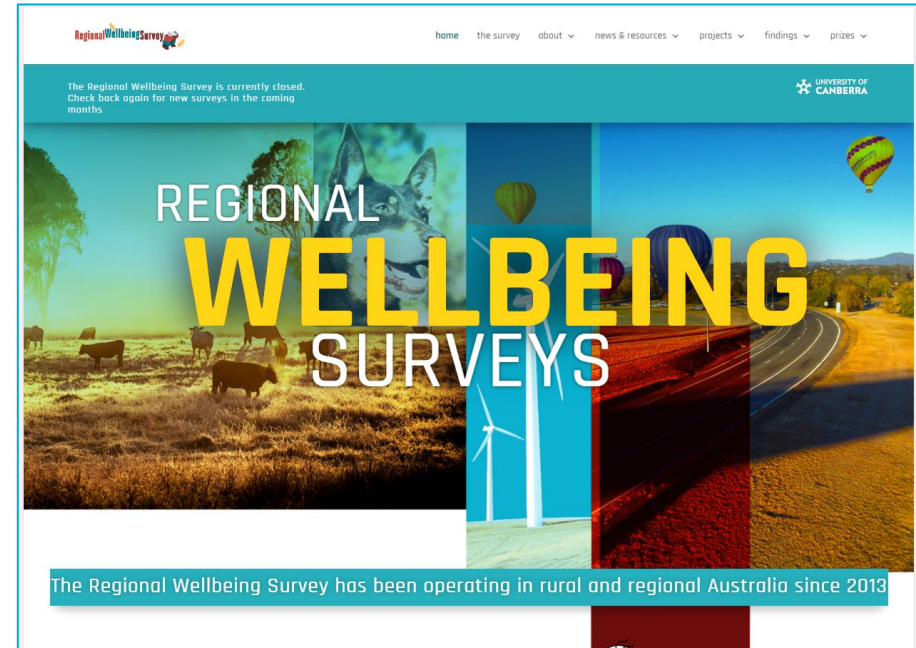 RegionalWellbeingSurvey
home the survey about news & resources projects findings prizes
The Regional Wellbeing Survey is currently closed.
Check back again for new surveys in the coming
months
UNIVERSITY OF
CANBERRA
REGIONAL
WELLBEING
SURVEYS
The Regional Wellbeing Survey has been operating in rural and regional Australia since 2013